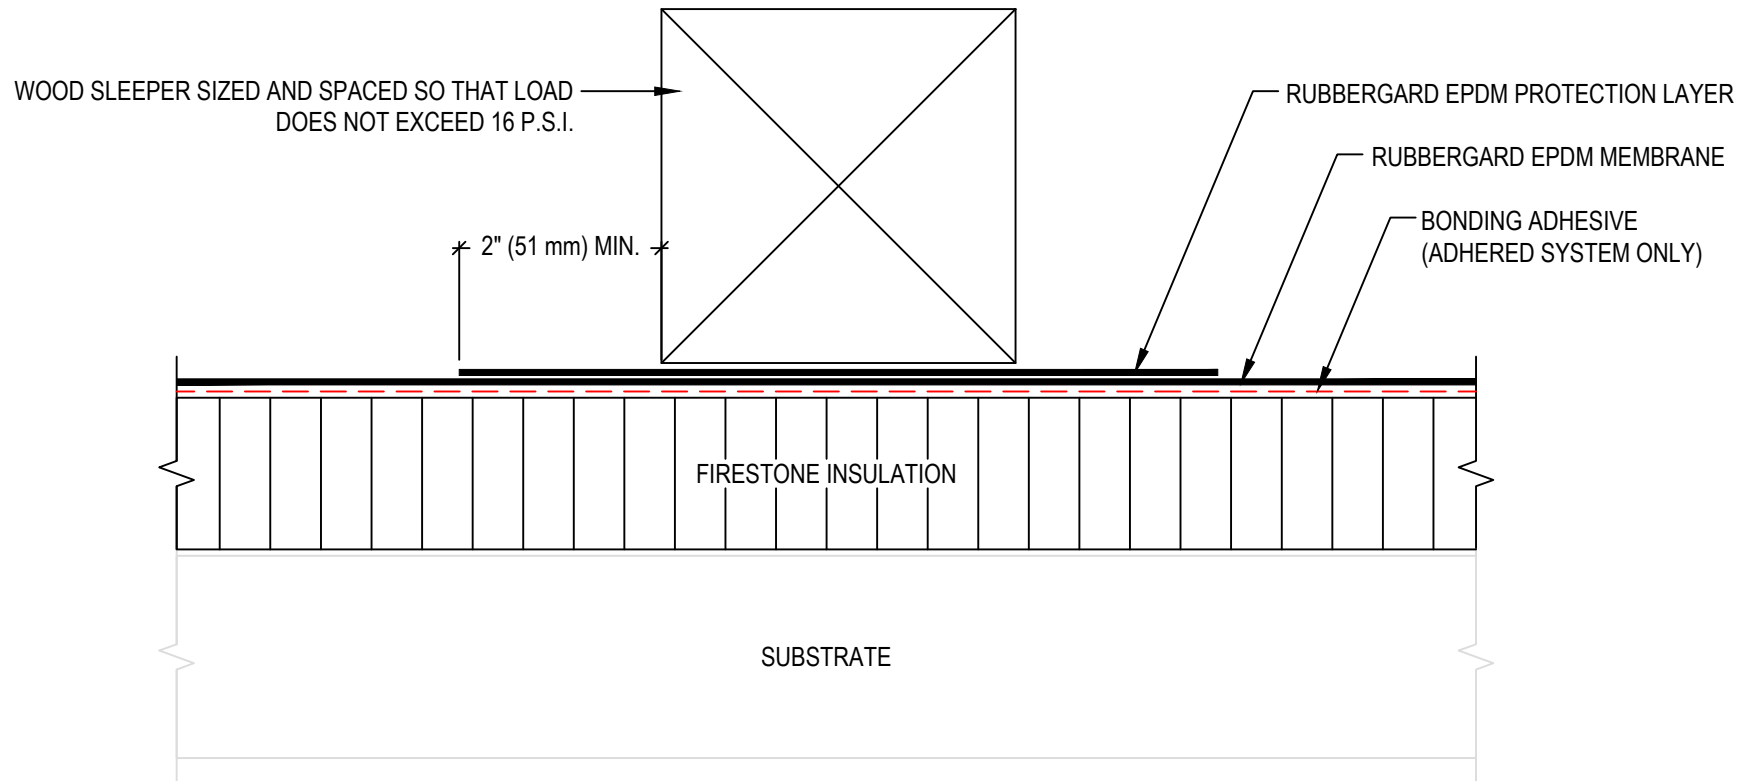 WOOD SLEEPER SIZED AND SPACED SO THAT LOAD
DOES NOT EXCEED 16 P.S.I.
RUBBERGARD EPDM PROTECTION LAYER
RUBBERGARD EPDM MEMBRANE
BONDING ADHESIVE
(ADHERED SYSTEM ONLY)
2" (51 mm) MIN.
FIRESTONE INSULATION
SUBSTRATE